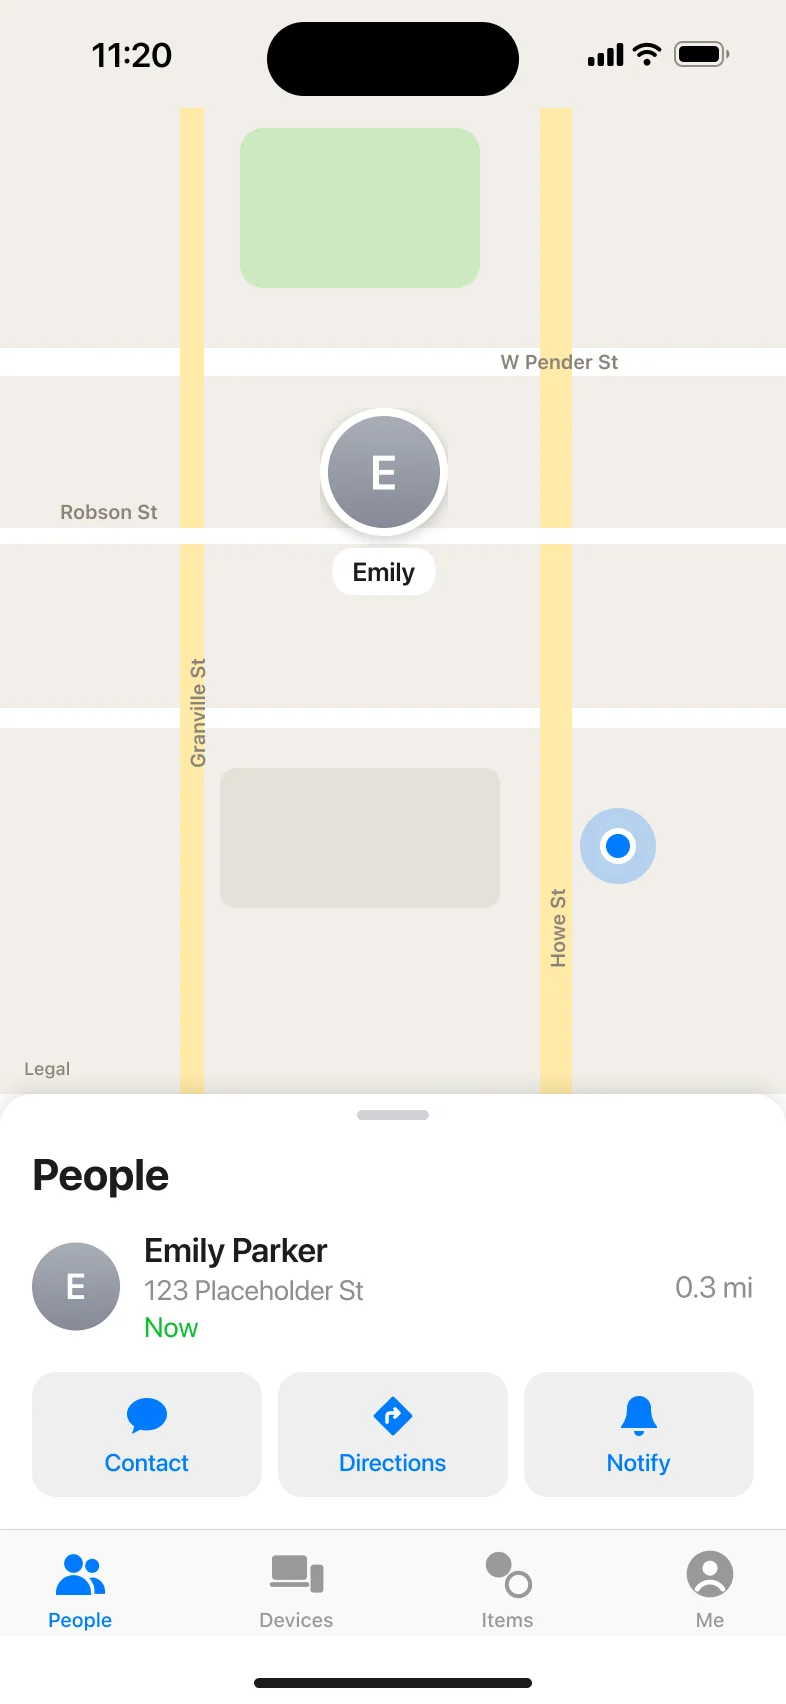 11:20
W Pender St
E
Robson St
Emily
Granville St
Howe St
Legal
People
E
Emily Parker
123 Placeholder St
0.3 mi
Now
Contact
Directions
Notify
People
Devices
Items
Me